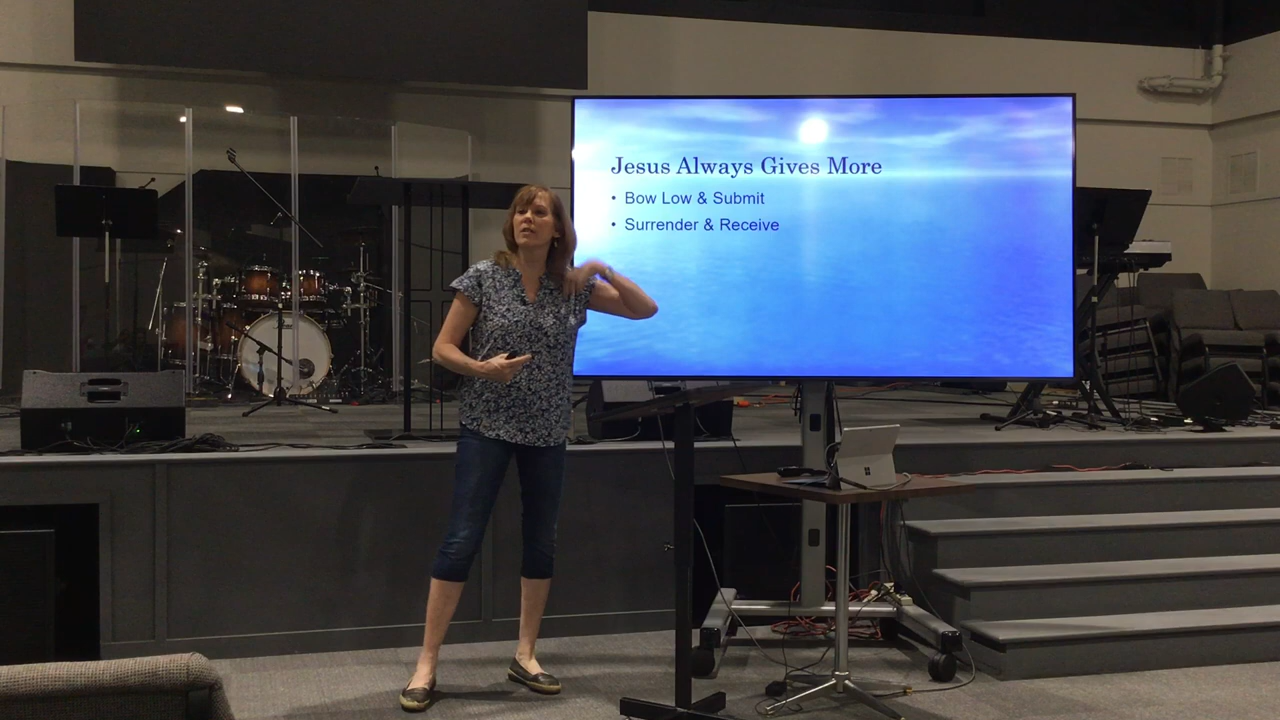 Jesus Always Gives More
• Bow Low & Submit
• Surrender & Receive